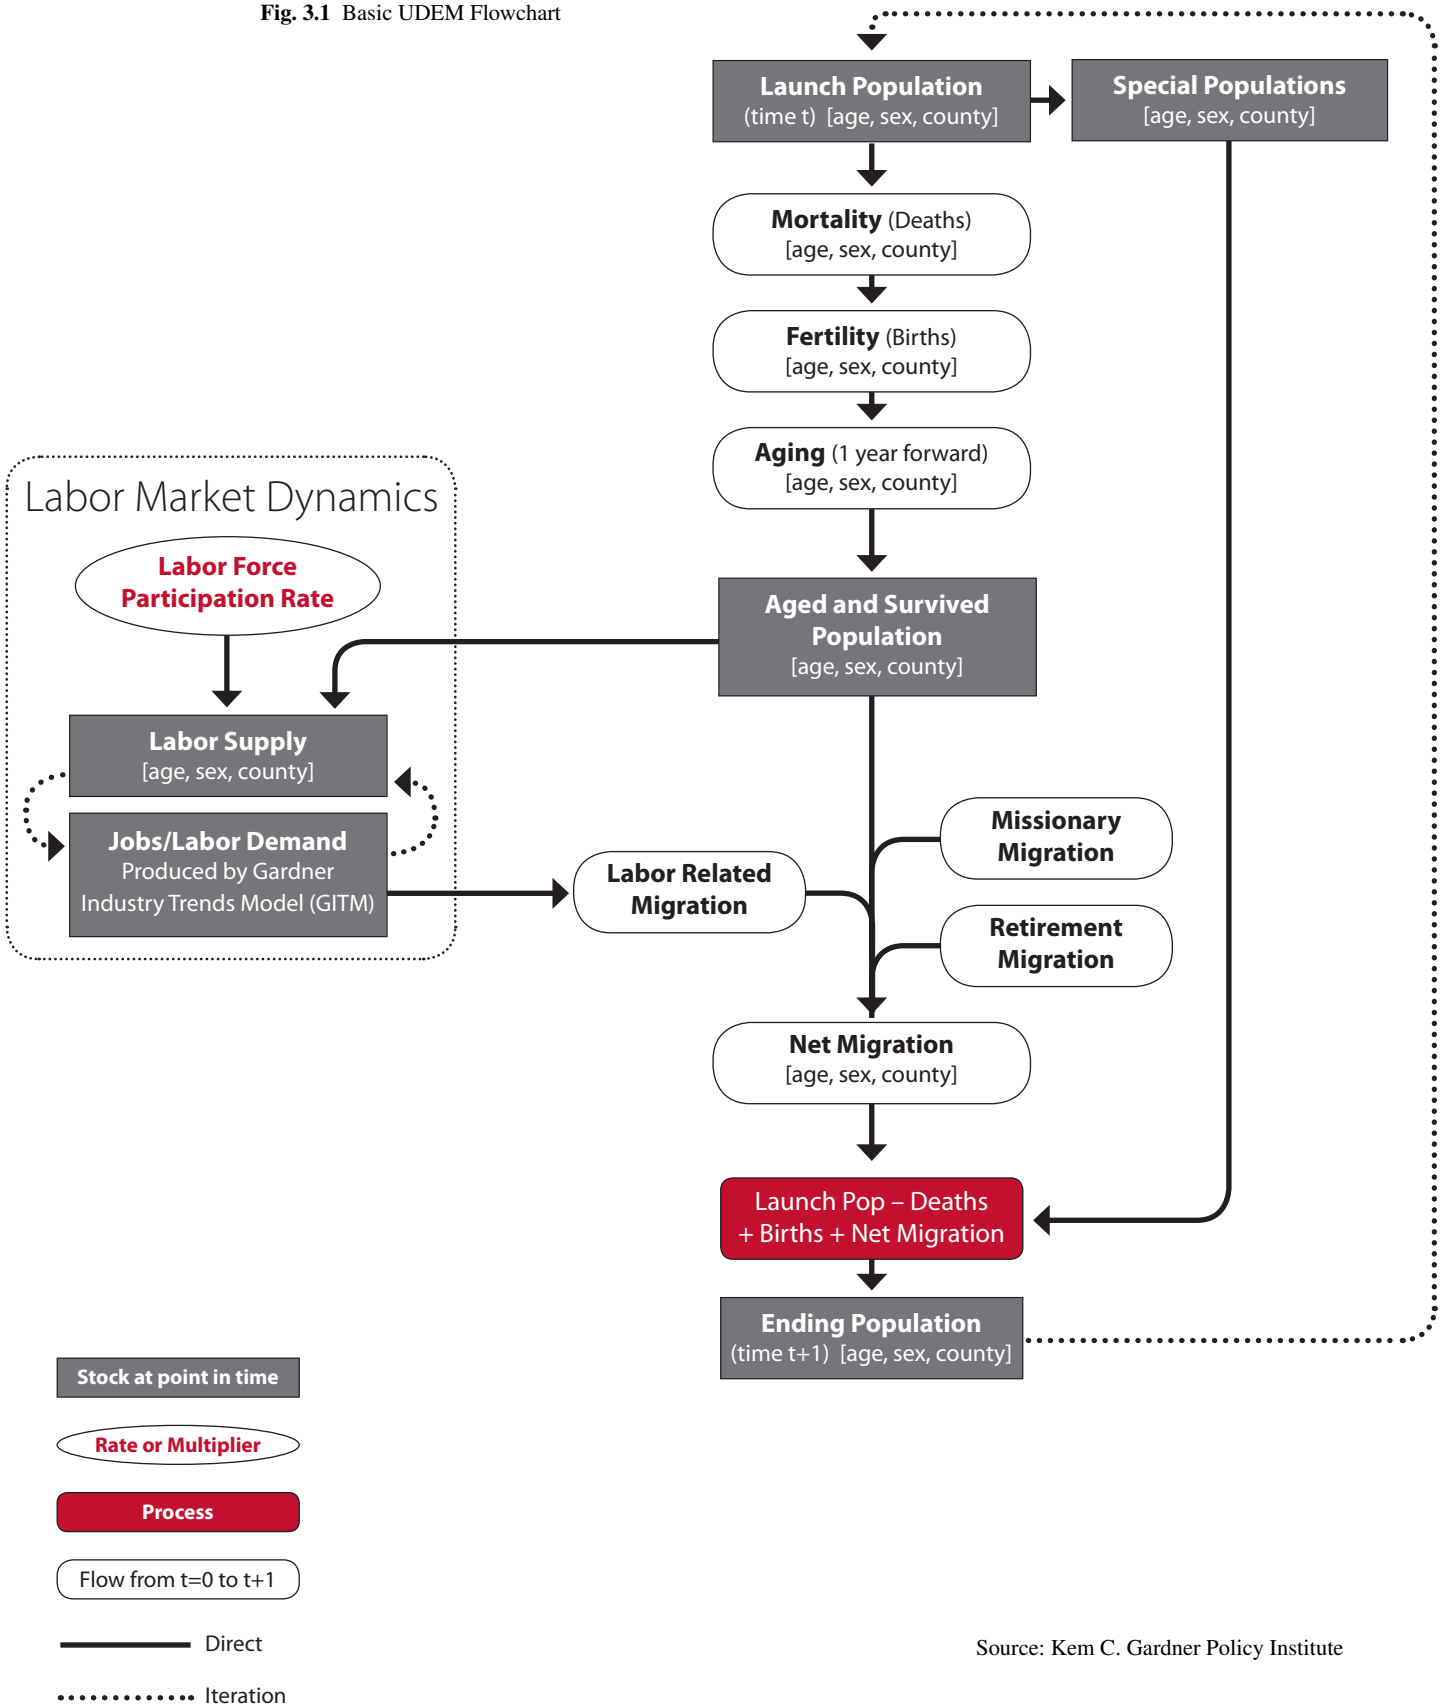 Fig. 3.1 Basic UDEM Flowchart
Launch Population
(time t) [age, sex, county]
Special Populations
[age, sex, county]
Mortality (Deaths)
[age, sex, county]
Fertility (Births)
[age, sex, county]
Aging (1 year forward)
[age, sex, county]
Labor Market Dynamics
Labor Force
Participation Rate
Aged and Survived
Population
[age, sex, county]
Labor Supply
[age, sex, county]
Jobs/Labor Demand
Produced by Gardner
Industry Trends Model (GITM)
Labor Related
Migration
Missionary
Migration
Retirement
Migration
Net Migration
[age, sex, county]
Launch Pop – Deaths
+ Births + Net Migration
Ending Population
(time t+1) [age, sex, county]
Stock at point in time
Rate or Multiplier
Process
Flow from t=0 to t+1
Direct
Iteration
Source: Kem C. Gardner Policy Institute